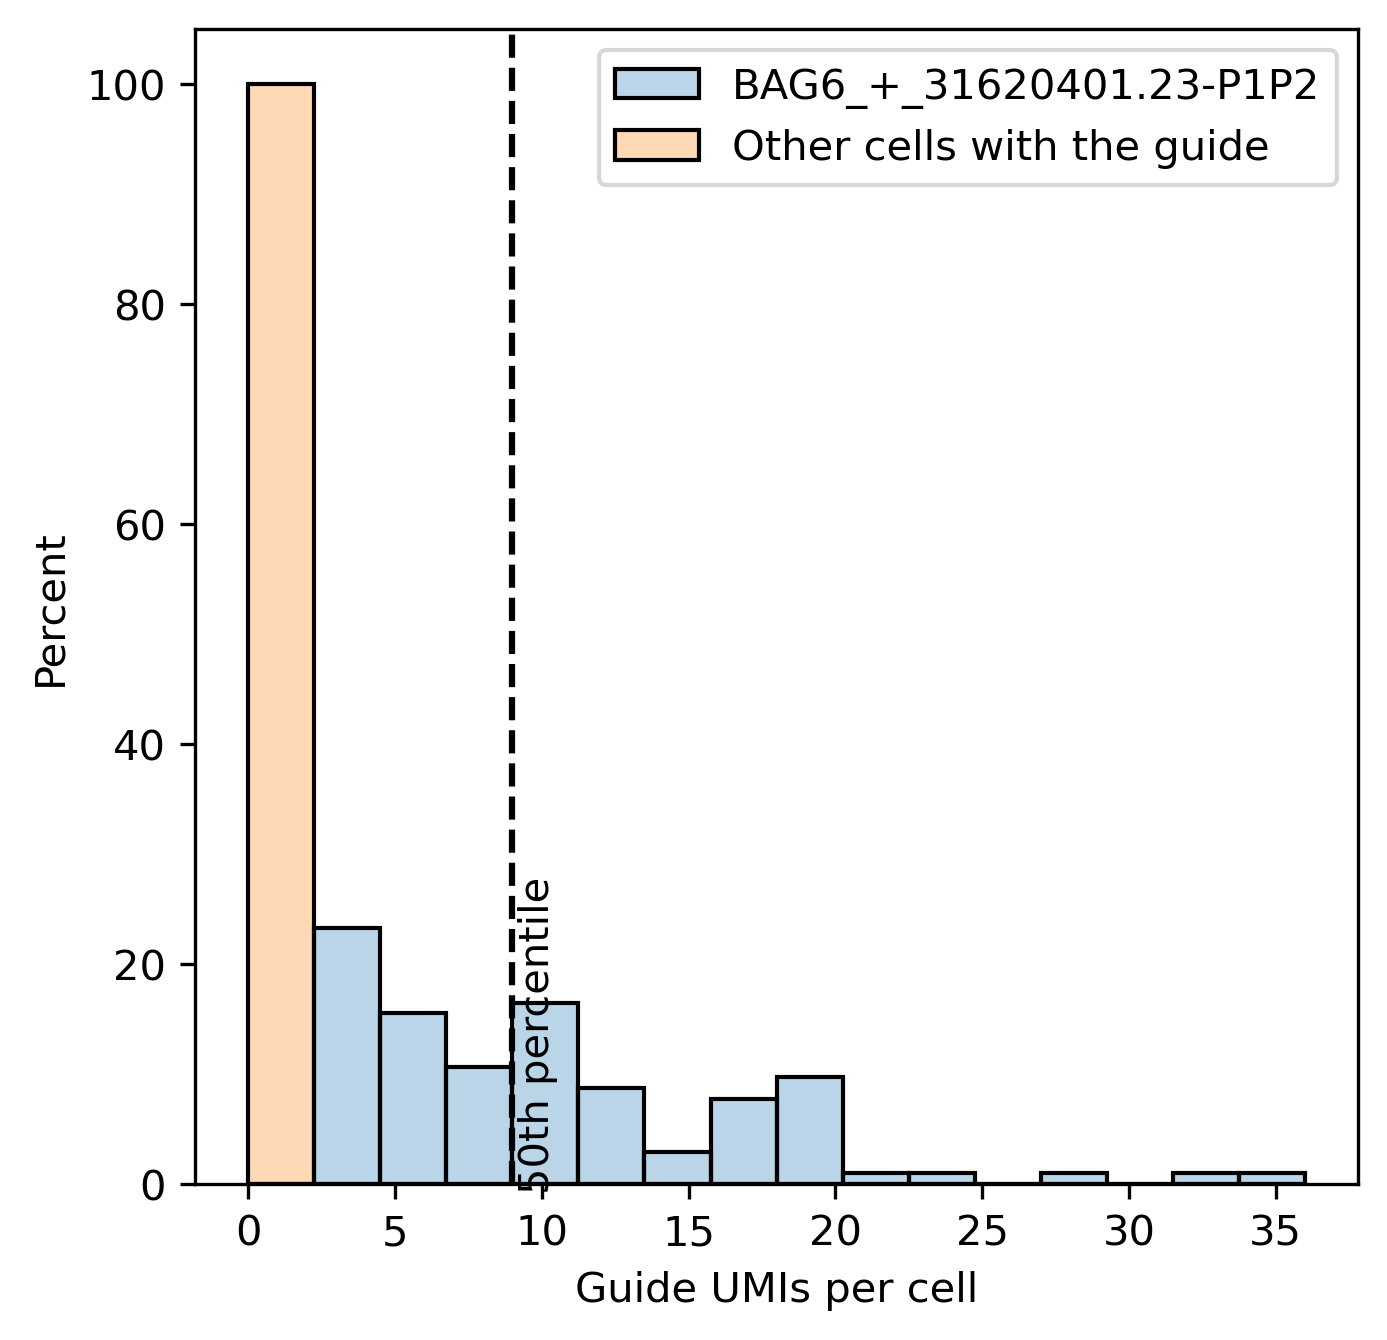 BAG6_+_31620401.23-P1P2
Other cells with the guide
100
80
60
40
20
0
Percent
50th percentile
0 5 10 15 20 25 30 35
Guide UMIs per cell